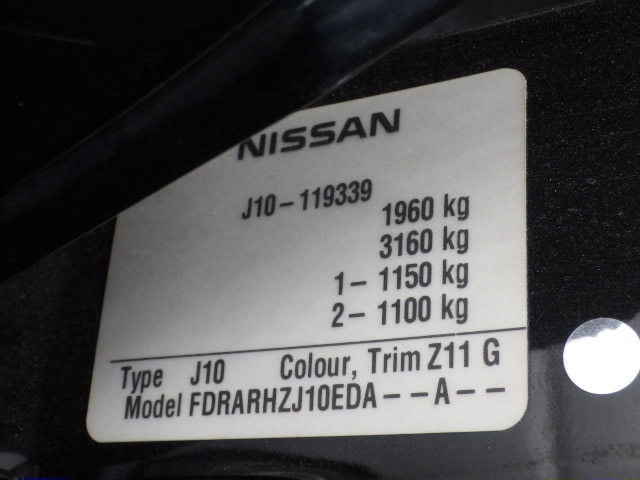 NISSAN
J10-119339
1960 kg
3160 kg
1- 1150 kg
2- 1100 kg
Type J10 Colour, Trim Z11 G
Model FDRARHZJ10EDA--A--